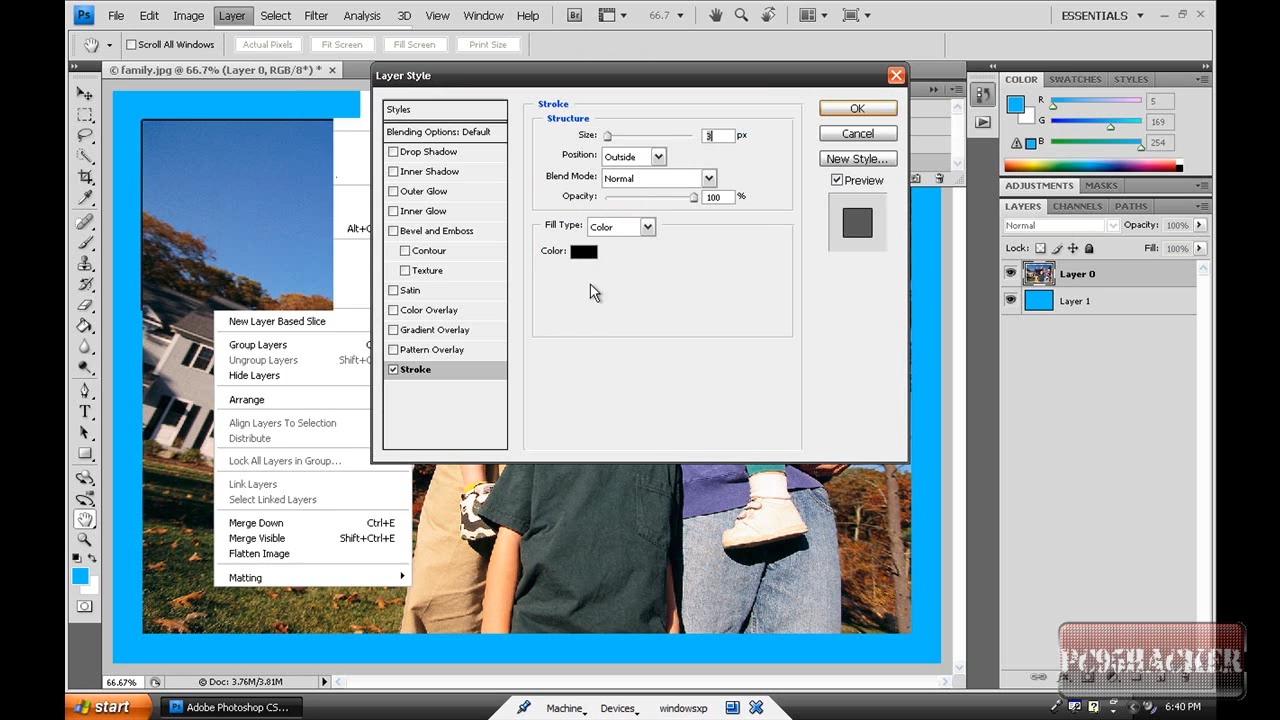 Ps File Edit Image Layer Select Filter Analysis 3D View Window Help Br 66.7 ESSENTIALS
Scroll All Windows Actual Pixels Fit Screen Fill Screen Print Size
© family.jpg @ 66.7% (Layer 0, RGB/8*) *
Layer Style
Styles
Blending Options: Default
Drop Shadow
Inner Shadow
Outer Glow
Inner Glow
Bevel and Emboss
Contour
Texture
Satin
Color Overlay
Gradient Overlay
Pattern Overlay
Stroke
Stroke
Structure
Size: 3 px
Position: Outside
Blend Mode: Normal
Opacity: 100 %
Fill Type: Color
Color:
OK
Cancel
New Style...
Preview
COLOR SWATCHES STYLES
R 5
G 169
B 254
ADJUSTMENTS MASKS
LAYERS CHANNELS PATHS
Normal Opacity: 100%
Lock: Fill: 100%
Layer 0
Layer 1
New Layer Based Slice
Group Layers
Ungroup Layers
Hide Layers
Arrange
Align Layers To Selection
Distribute
Lock All Layers in Group...
Link Layers
Select Linked Layers
Merge Down Ctrl+E
Merge Visible Shift+Ctrl+E
Flatten Image
Matting
66.67% Doc: 3.76M/3.81M
start Ps Adobe Photoshop CS... Machine Devices windowsxp 6:40 PM